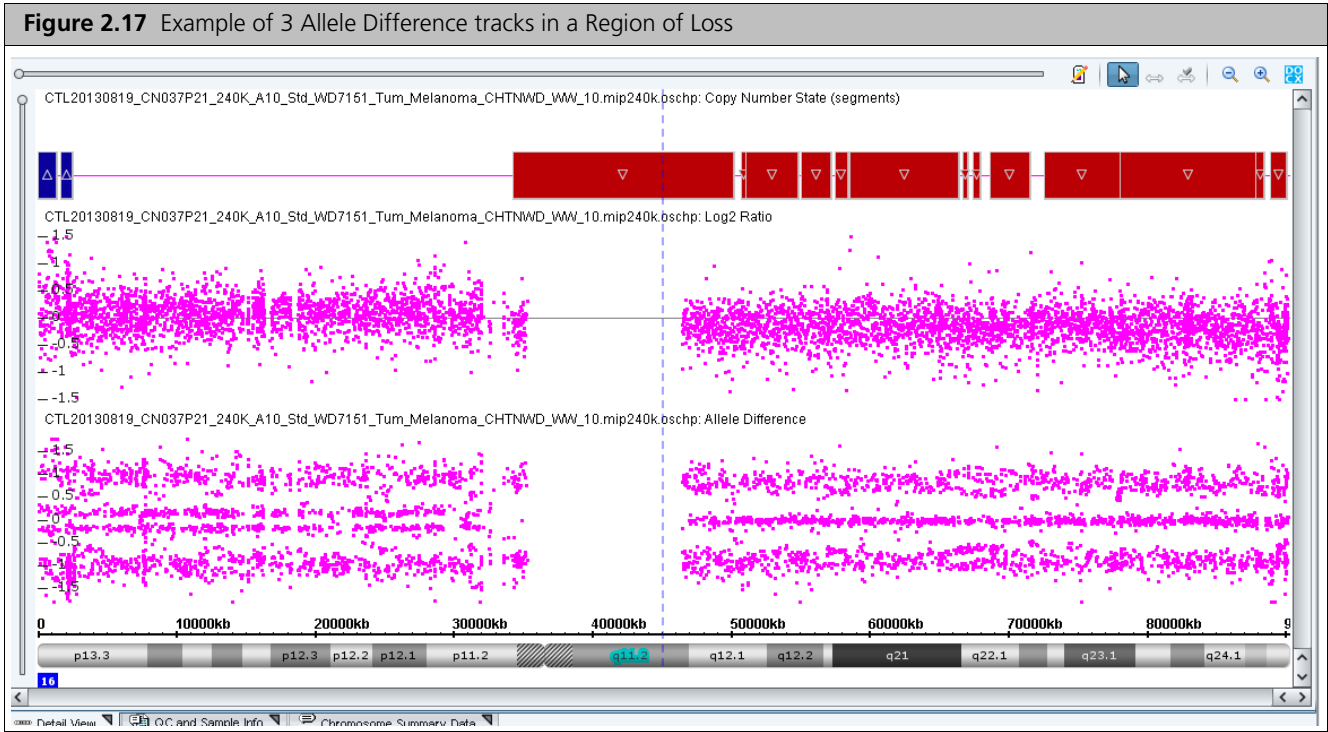 Figure 2.17 Example of 3 Allele Difference tracks in a Region of Loss
DO
CX
CTL20130819_CN037P21_240K_A10_Std_WD7151_Tum_Melanoma_CHTNWD_WW_10.mip240k.oschp: Copy Number State (segments)
CTL20130819_CN037P21_240K_A10_Std_WD7151_Tum_Melanoma_CHTNWD_WW_10.mip240k.oschp: Log2 Ratio
1.5
1
0.5
0
-0.5
-1
-1.5
CTL20130819_CN037P21_240K_A10_Std_WD7151_Tum_Melanoma_CHTNWD_WW_10.mip240k.oschp: Allele Difference
1.5
1
0.5
0
-0.5
-1
-1.5
0 10000kb 20000kb 30000kb 40000kb 50000kb 60000kb 70000kb 80000kb 9
p13.3 p12.3 p12.2 p12.1 p11.2 q11.2 q12.1 q12.2 q21 q22.1 q23.1 q24.1
16
Detail View QC and Sample Info Chromosome Summary Data